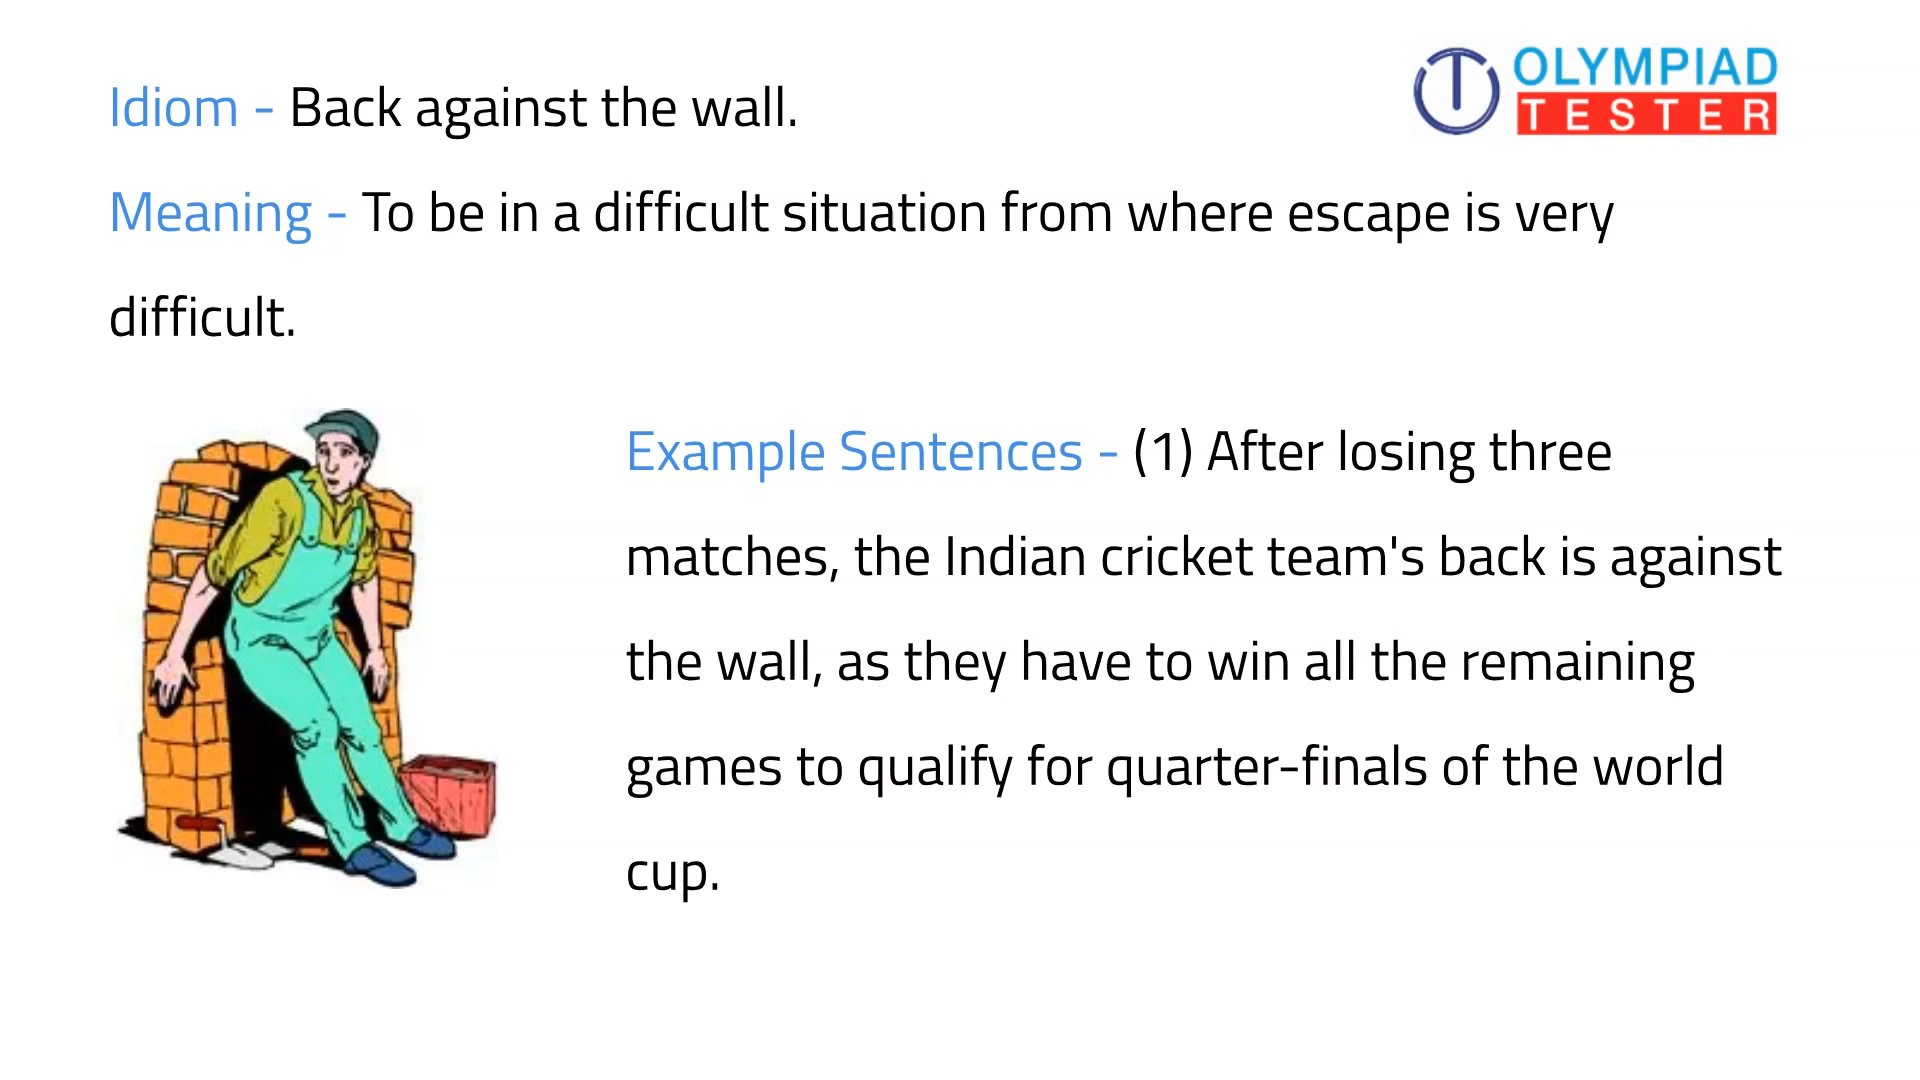 Idiom - Back against the wall.
OLYMPIAD
TESTER
Meaning - To be in a difficult situation from where escape is very
difficult.
Example Sentences - (1) After losing three
matches, the Indian cricket team's back is against
the wall, as they have to win all the remaining
games to qualify for quarter-finals of the world
cup.